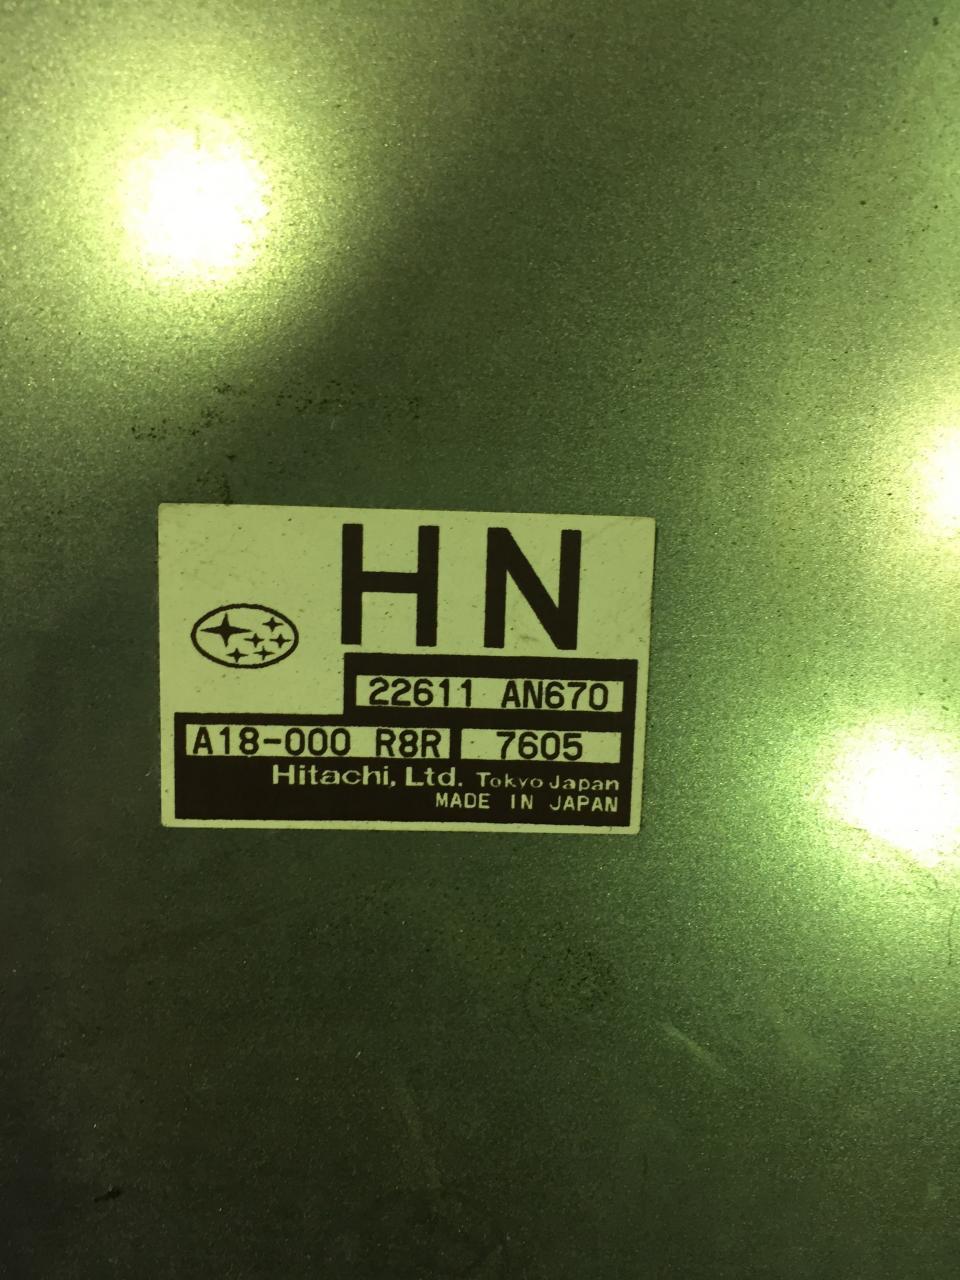 HN
22611 AN670
A18-000 R8R 7605
Hitachi, Ltd. Tokyo Japan
MADE IN JAPAN